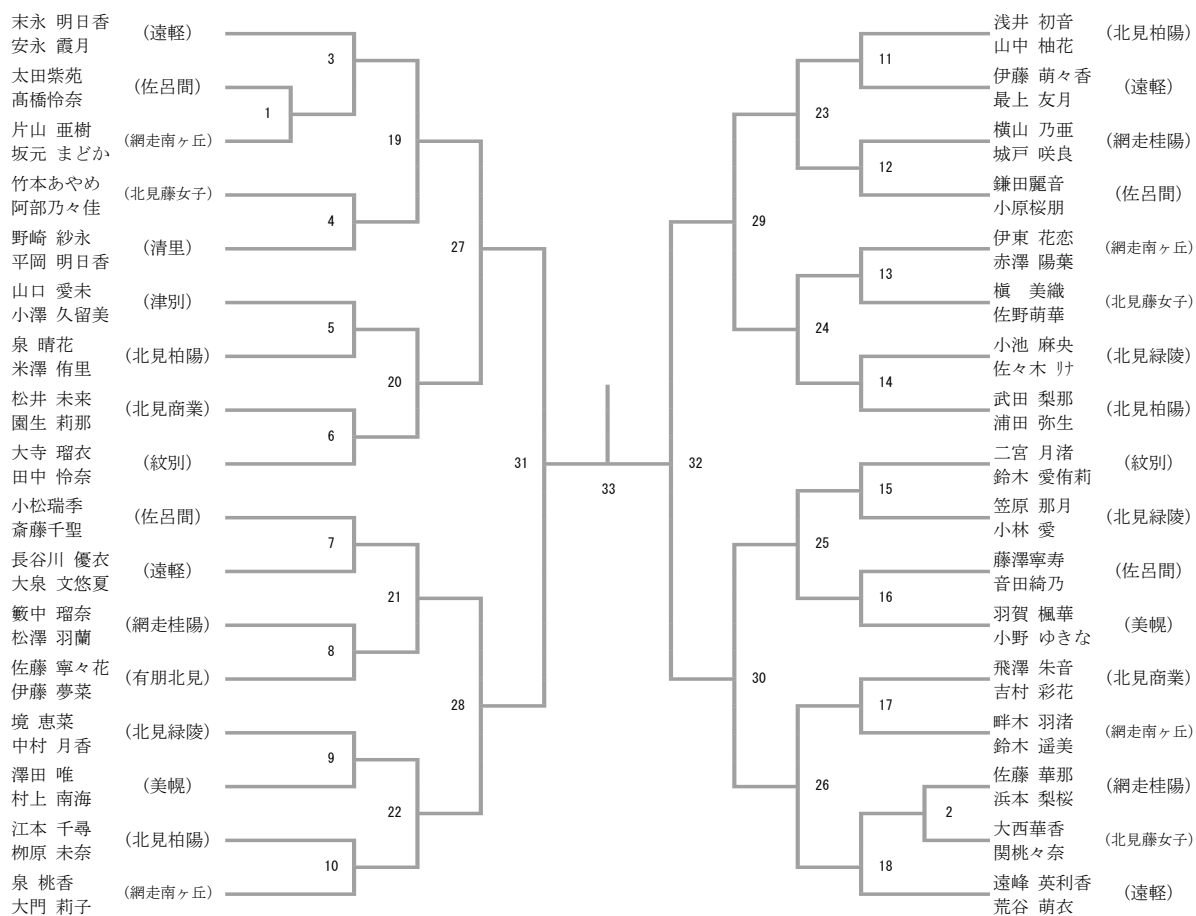 末永 明日香
安永 霞月
(遠軽)
太田紫苑
髙橋怜奈
(佐呂間)
片山 亜樹
坂元 まどか
(網走南ヶ丘)
竹本あやめ
阿部乃々佳
(北見藤女子)
野崎 紗永
平岡 明日香
(清里)
山口 愛未
小澤 久留美
(津別)
泉 晴花
米澤 侑里
(北見柏陽)
松井 未来
園生 莉那
(北見商業)
大寺 瑠衣
田中 怜奈
(紋別)
小松瑞季
斎藤千聖
(佐呂間)
長谷川 優衣
大泉 文悠夏
(遠軽)
籔中 瑠奈
松澤 羽蘭
(網走桂陽)
佐藤 寧々花
伊藤 夢菜
(有朋北見)
境 恵菜
中村 月香
(北見緑陵)
澤田 唯
村上 南海
(美幌)
江本 千尋
栁原 未奈
(北見柏陽)
泉 桃香
大門 莉子
(網走南ヶ丘)
1
3
4
5
6
7
8
9
10
19
20
21
22
27
28
31
33
32
29
30
23
24
25
26
11
12
13
14
15
16
17
18
2
浅井 初音
山中 柚花
(北見柏陽)
伊藤 萌々香
最上 友月
(遠軽)
横山 乃亜
城戸 咲良
(網走桂陽)
鎌田麗音
小原桜朋
(佐呂間)
伊東 花恋
赤澤 陽葉
(網走南ヶ丘)
槇 美織
佐野萌華
(北見藤女子)
小池 麻央
佐々木 リナ
(北見緑陵)
武田 梨那
浦田 弥生
(北見柏陽)
二宮 月渚
鈴木 愛侑莉
(紋別)
笠原 那月
小林 愛
(北見緑陵)
藤澤寧寿
音田綺乃
(佐呂間)
羽賀 楓華
小野 ゆきな
(美幌)
飛澤 朱音
吉村 彩花
(北見商業)
畔木 羽渚
鈴木 遥美
(網走南ヶ丘)
佐藤 華那
浜本 梨桜
(網走桂陽)
大西華香
関桃々奈
(北見藤女子)
遠峰 英利香
荒谷 萌衣
(遠軽)